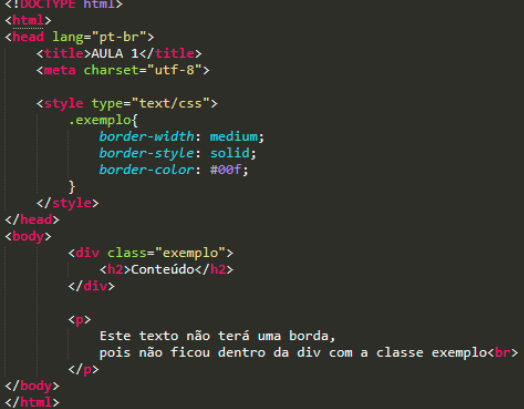 <!DOCTYPE html>
<html>
<head lang="pt-br">
    <title>AULA 1</title>
    <meta charset="utf-8">

    <style type="text/css">
        .exemplo{
            border-width: medium;
            border-style: solid;
            border-color: #00f;
        }
    </style>
</head>
<body>
        <div class="exemplo">
            <h2>Conteúdo</h2>
        </div>

        <p>
            Este texto não terá uma borda,
            pois não ficou dentro da div com a classe exemplo<br>
        </p>
</body>
</html>